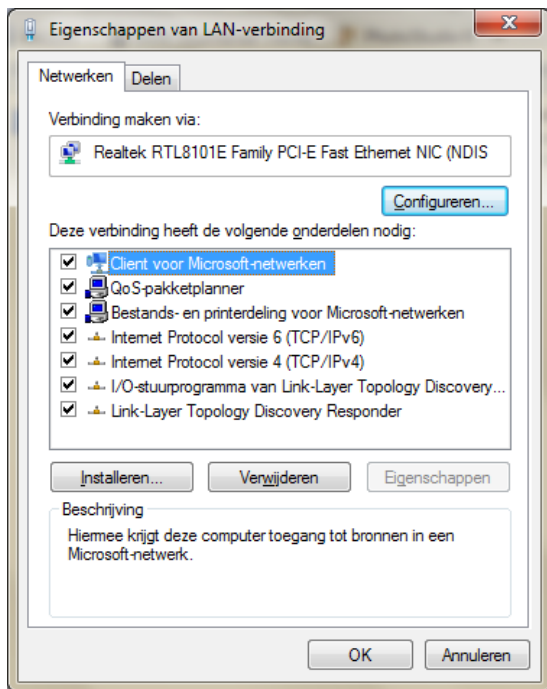 Eigenschappen van LAN-verbinding
Netwerken Delen
Verbinding maken via:
Realtek RTL8101E Family PCI-E Fast Ethernet NIC (NDIS
Configureren...
Deze verbinding heeft de volgende onderdelen nodig:
Client voor Microsoft-netwerken
QoS-pakketplanner
Bestands- en printerdeling voor Microsoft-netwerken
Internet Protocol versie 6 (TCP/IPv6)
Internet Protocol versie 4 (TCP/IPv4)
I/O-stuurprogramma van Link-Layer Topology Discovery...
Link-Layer Topology Discovery Responder
Installeren... Verwijderen Eigenschappen
Beschrijving
Hiermee krijgt deze computer toegang tot bronnen in een
Microsoft-netwerk.
OK Annuleren